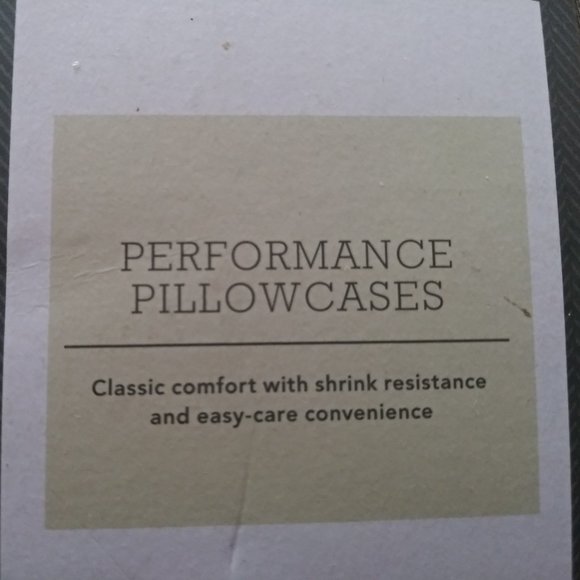 PERFORMANCE
PILLOWCASES
Classic comfort with shrink resistance
and easy-care convenience